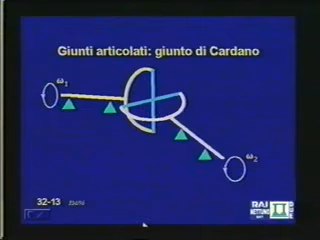 Giunti articolati: giunto di Cardano
ω1
ω2
32-13
RAI